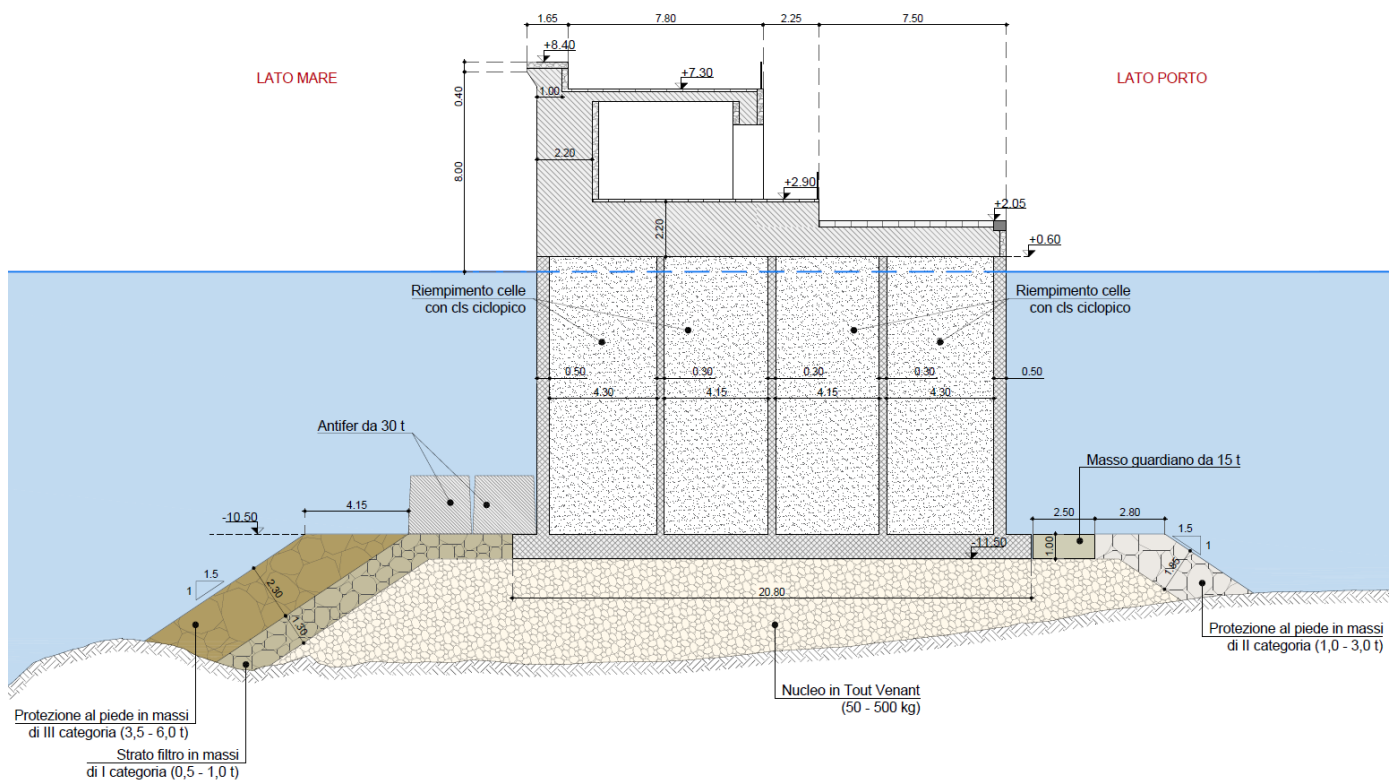 1.65
7.80
2.25
7.50
+8.40
LATO MARE
+7.30
LATO PORTO
0.40
1.00
2.20
8.00
+2.90
+2.05
2.20
+0.60
Riempimento celle
con cls ciclopico
Riempimento celle
con cls ciclopico
0.50
0.30
0.30
0.30
0.50
4.30
4.15
4.15
4.30
Antifer da 30 t
Masso guardiano da 15 t
4.15
-10.50
2.50
2.80
1.5
1
-11.50
1.00
1.5
1
2.30
1.85
20.80
1.30
Protezione al piede in massi
di II categoria (1,0 - 3,0 t)
Nucleo in Tout Venant
(50 - 500 kg)
Protezione al piede in massi
di III categoria (3,5 - 6,0 t)
Strato filtro in massi
di I categoria (0,5 - 1,0 t)